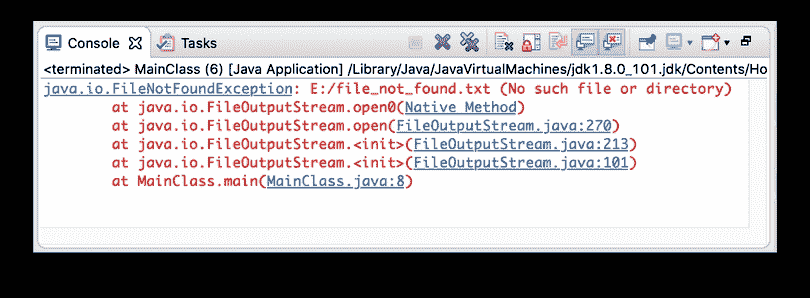 Console Tasks
<terminated> MainClass (6) [Java Application] /Library/Java/JavaVirtualMachines/jdk1.8.0_101.jdk/Contents/Ho
java.io.FileNotFoundException: E:/file_not_found.txt (No such file or directory)
at java.io.FileOutputStream.open0(Native Method)
at java.io.FileOutputStream.open(FileOutputStream.java:270)
at java.io.FileOutputStream.<init>(FileOutputStream.java:213)
at java.io.FileOutputStream.<init>(FileOutputStream.java:101)
at MainClass.main(MainClass.java:8)